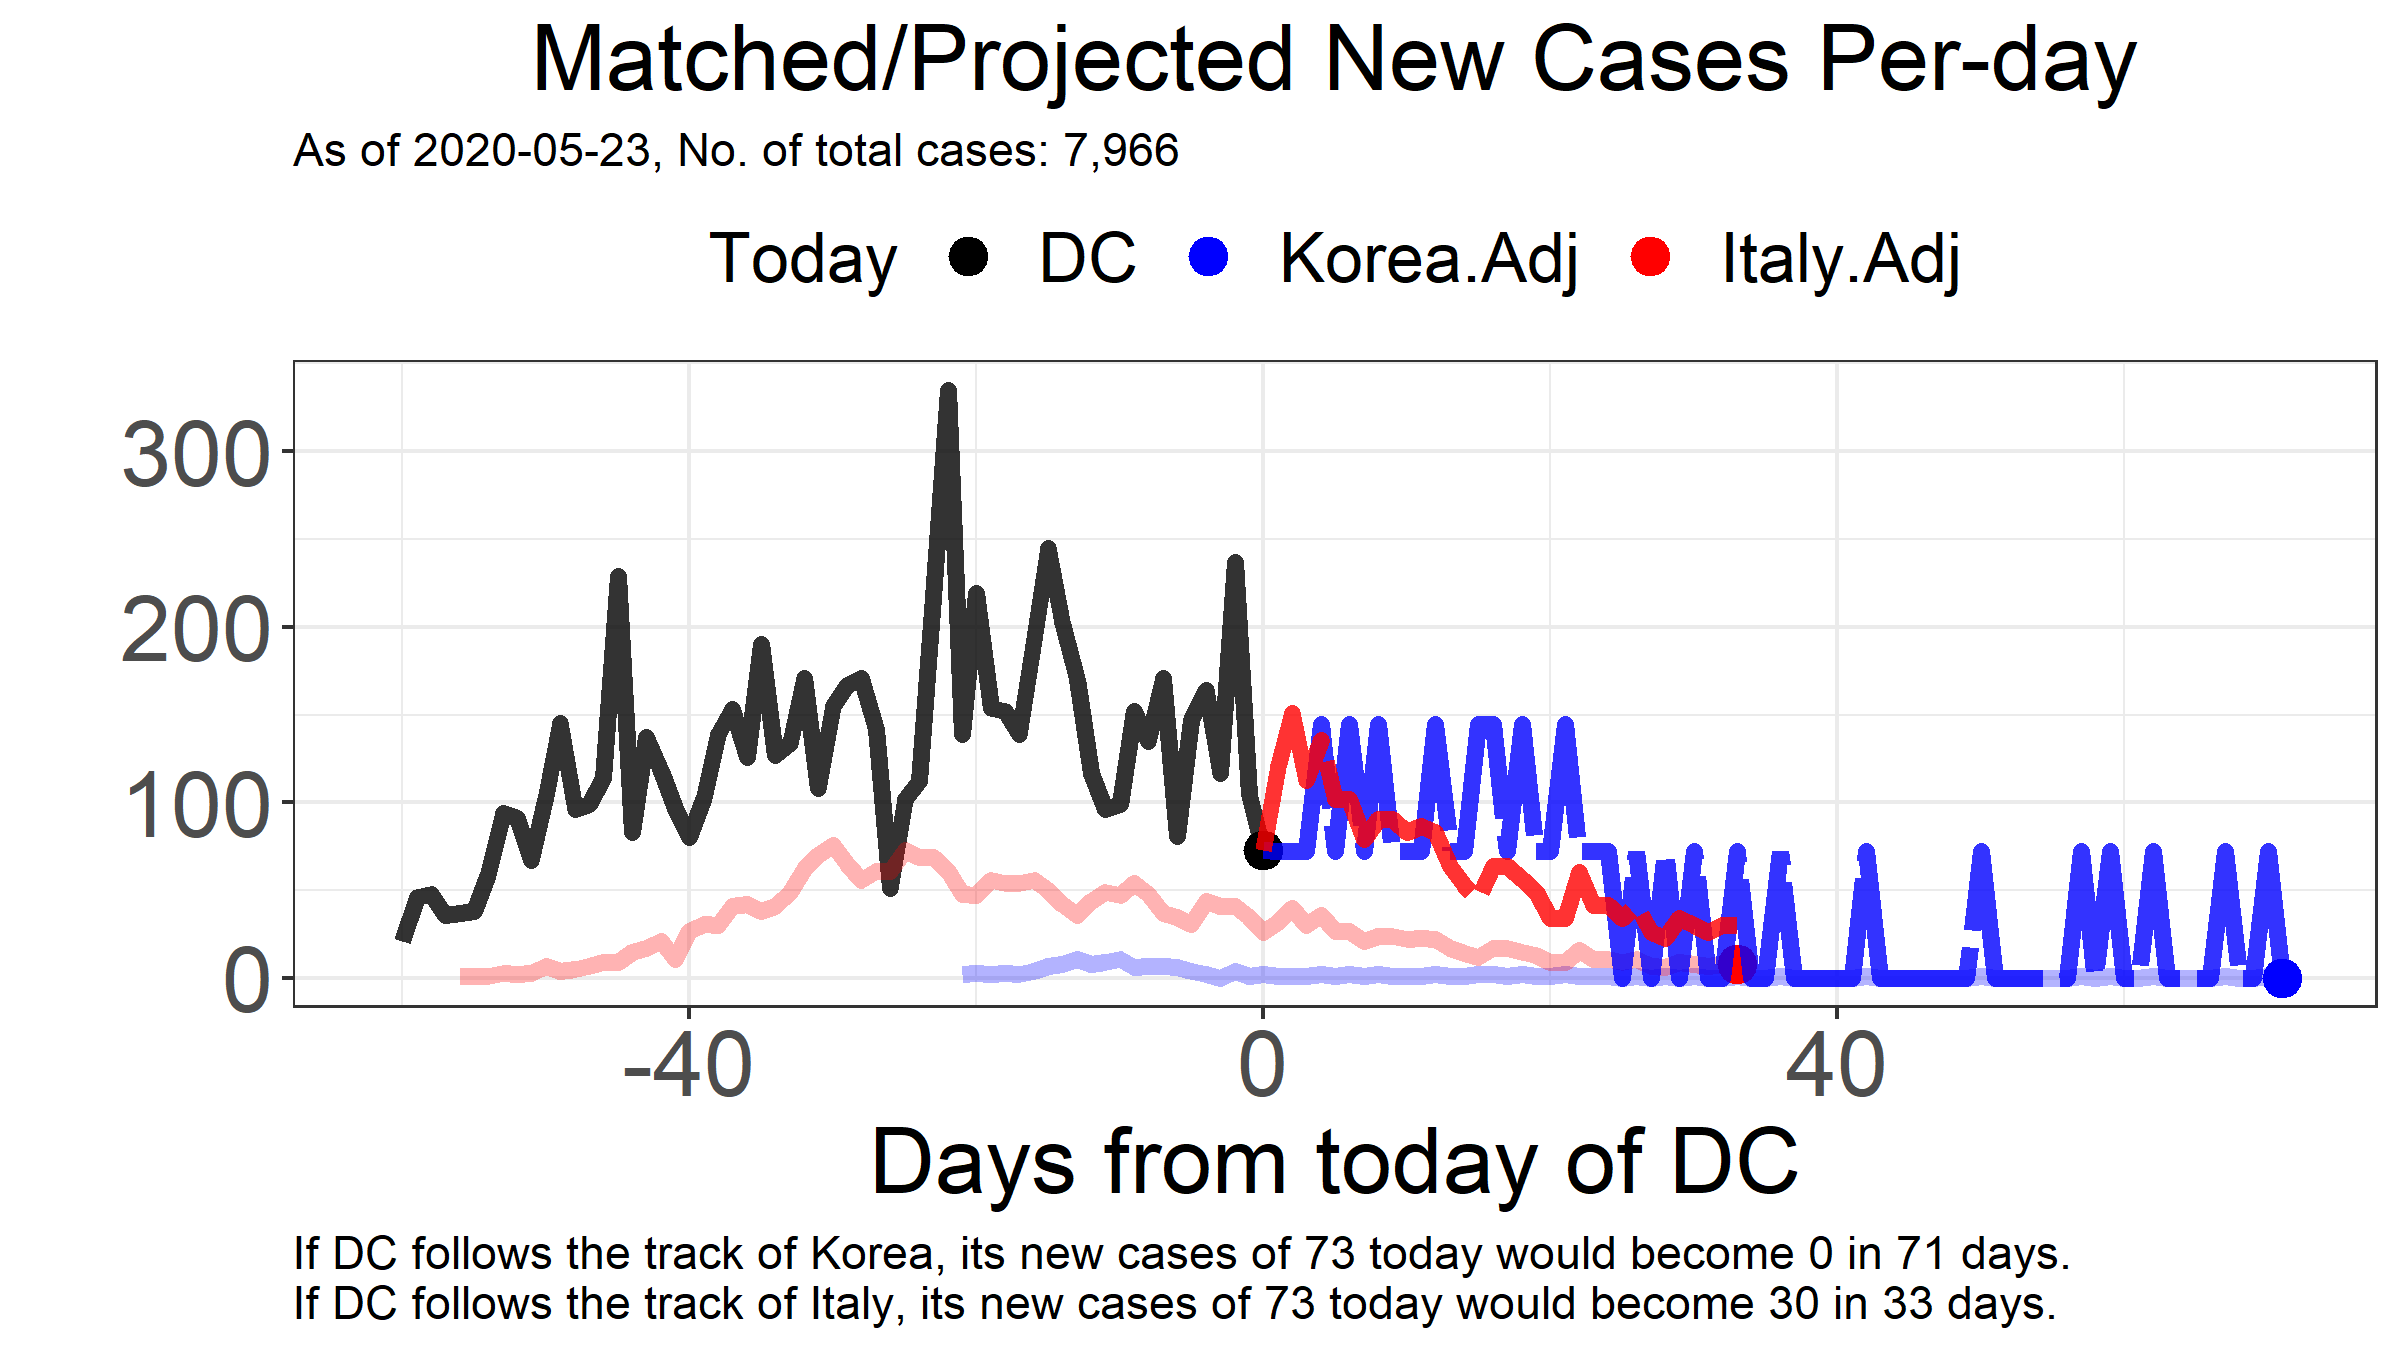 Matched/Projected New Cases Per-day
As of 2020-05-23, No. of total cases: 7,966
Today DC Korea.Adj Italy.Adj
300
200
100
0
-40 0 40
Days from today of DC
If DC follows the track of Korea, its new cases of 73 today would become 0 in 71 days.
If DC follows the track of Italy, its new cases of 73 today would become 30 in 33 days.